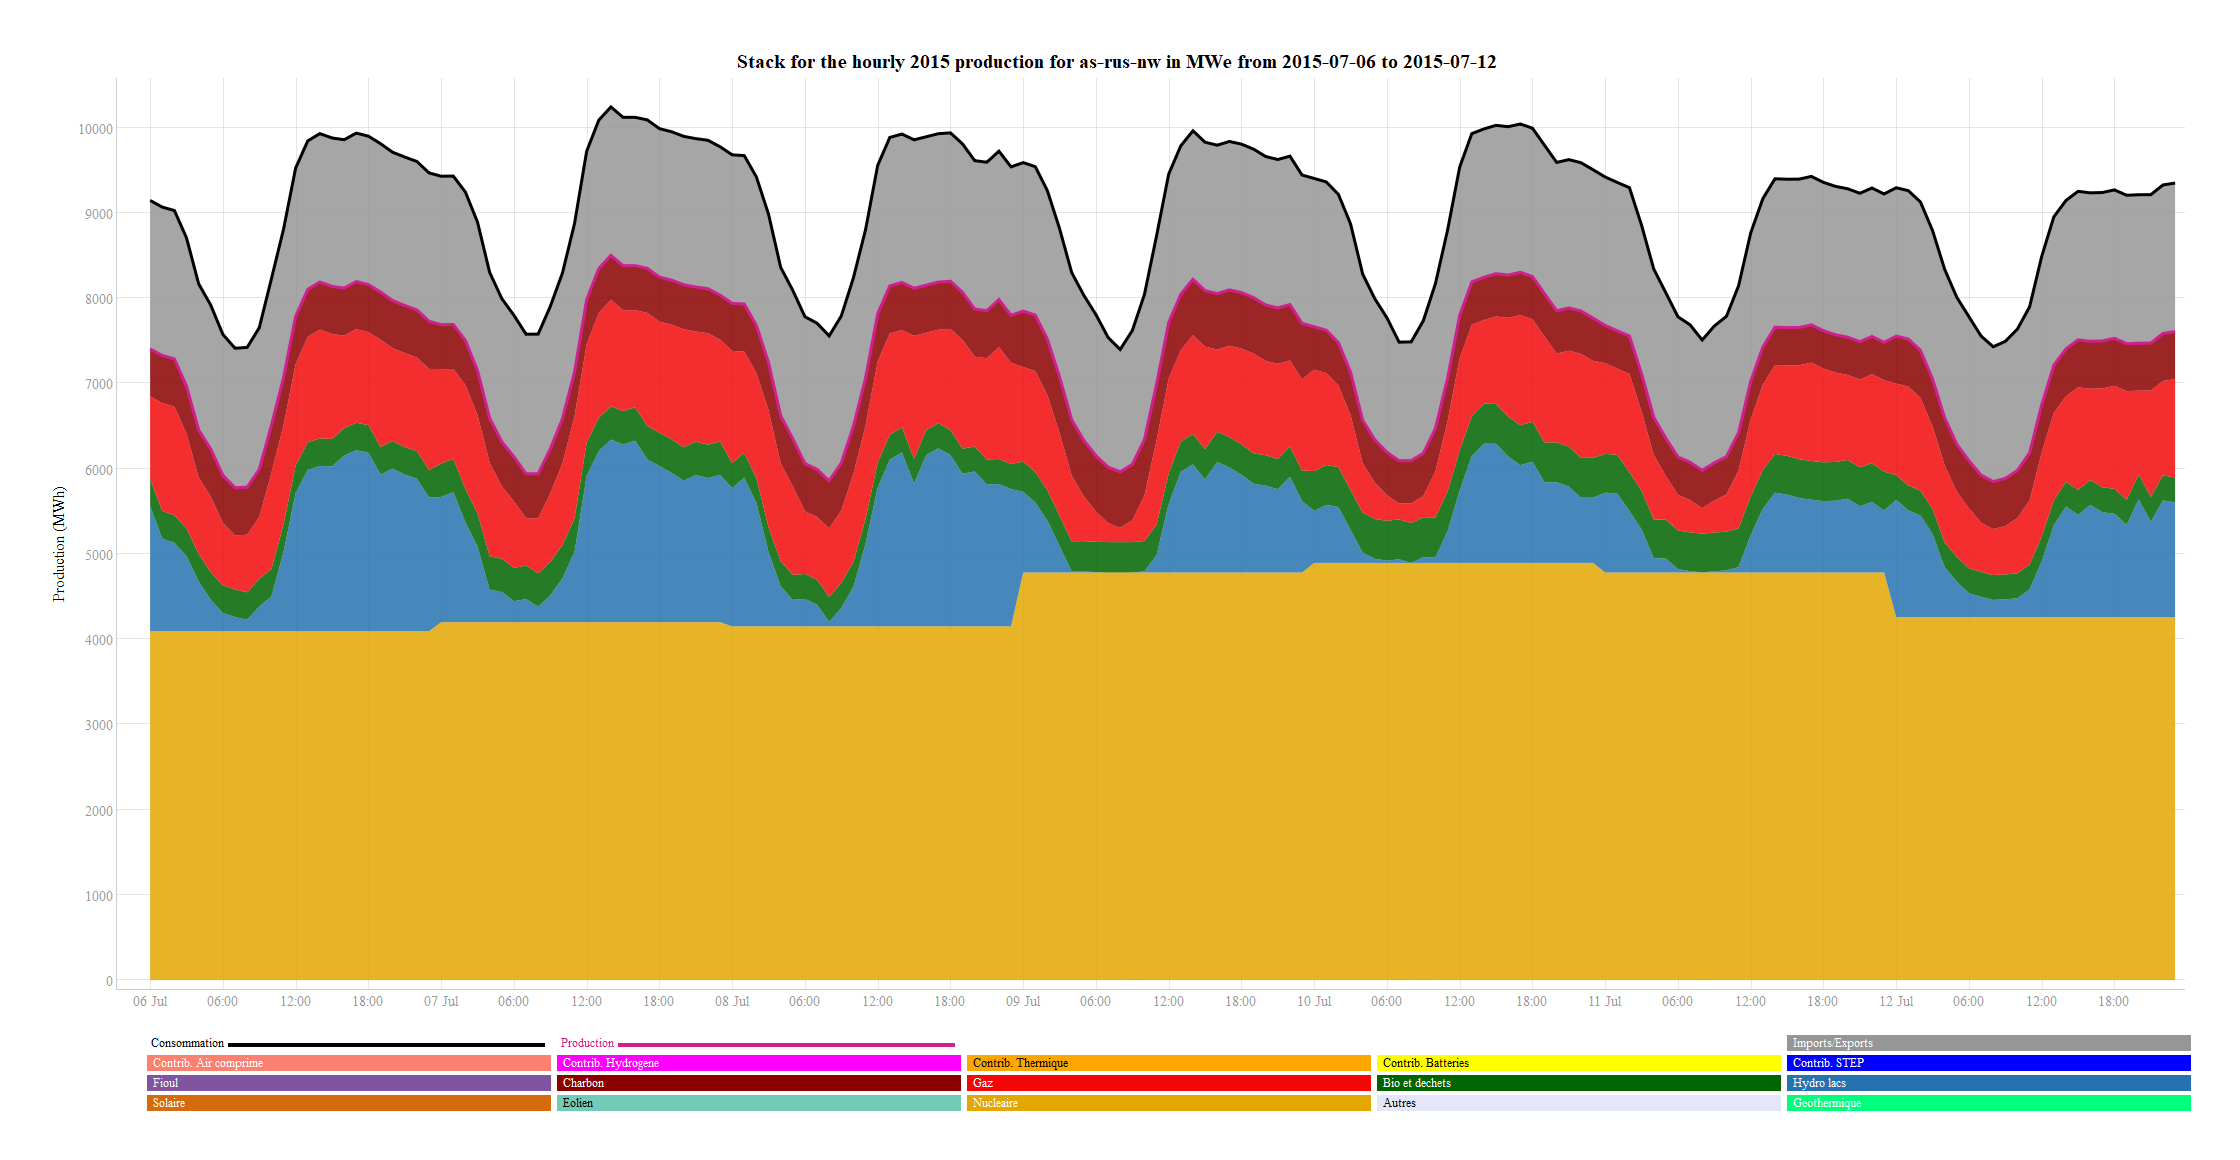 Stack for the hourly 2015 production for as-rus-nw in MWe from 2015-07-06 to 2015-07-12
10000
9000
8000
7000
6000
5000
4000
3000
2000
1000
0
Production (MWh)
06 Jul 06:00 12:00 18:00 07 Jul 06:00 12:00 18:00 08 Jul 06:00 12:00 18:00 09 Jul 06:00 12:00 18:00 10 Jul 06:00 12:00 18:00 11 Jul 06:00 12:00 18:00 12 Jul 06:00 12:00 18:00
Consommation Production Imports/Exports
Contrib. Air comprime Contrib. Hydrogene Contrib. Thermique Contrib. Batteries Contrib. STEP
Fioul Charbon Gaz Bio et dechets Hydro lacs
Solaire Eolien Nucleaire Autres Geothermique